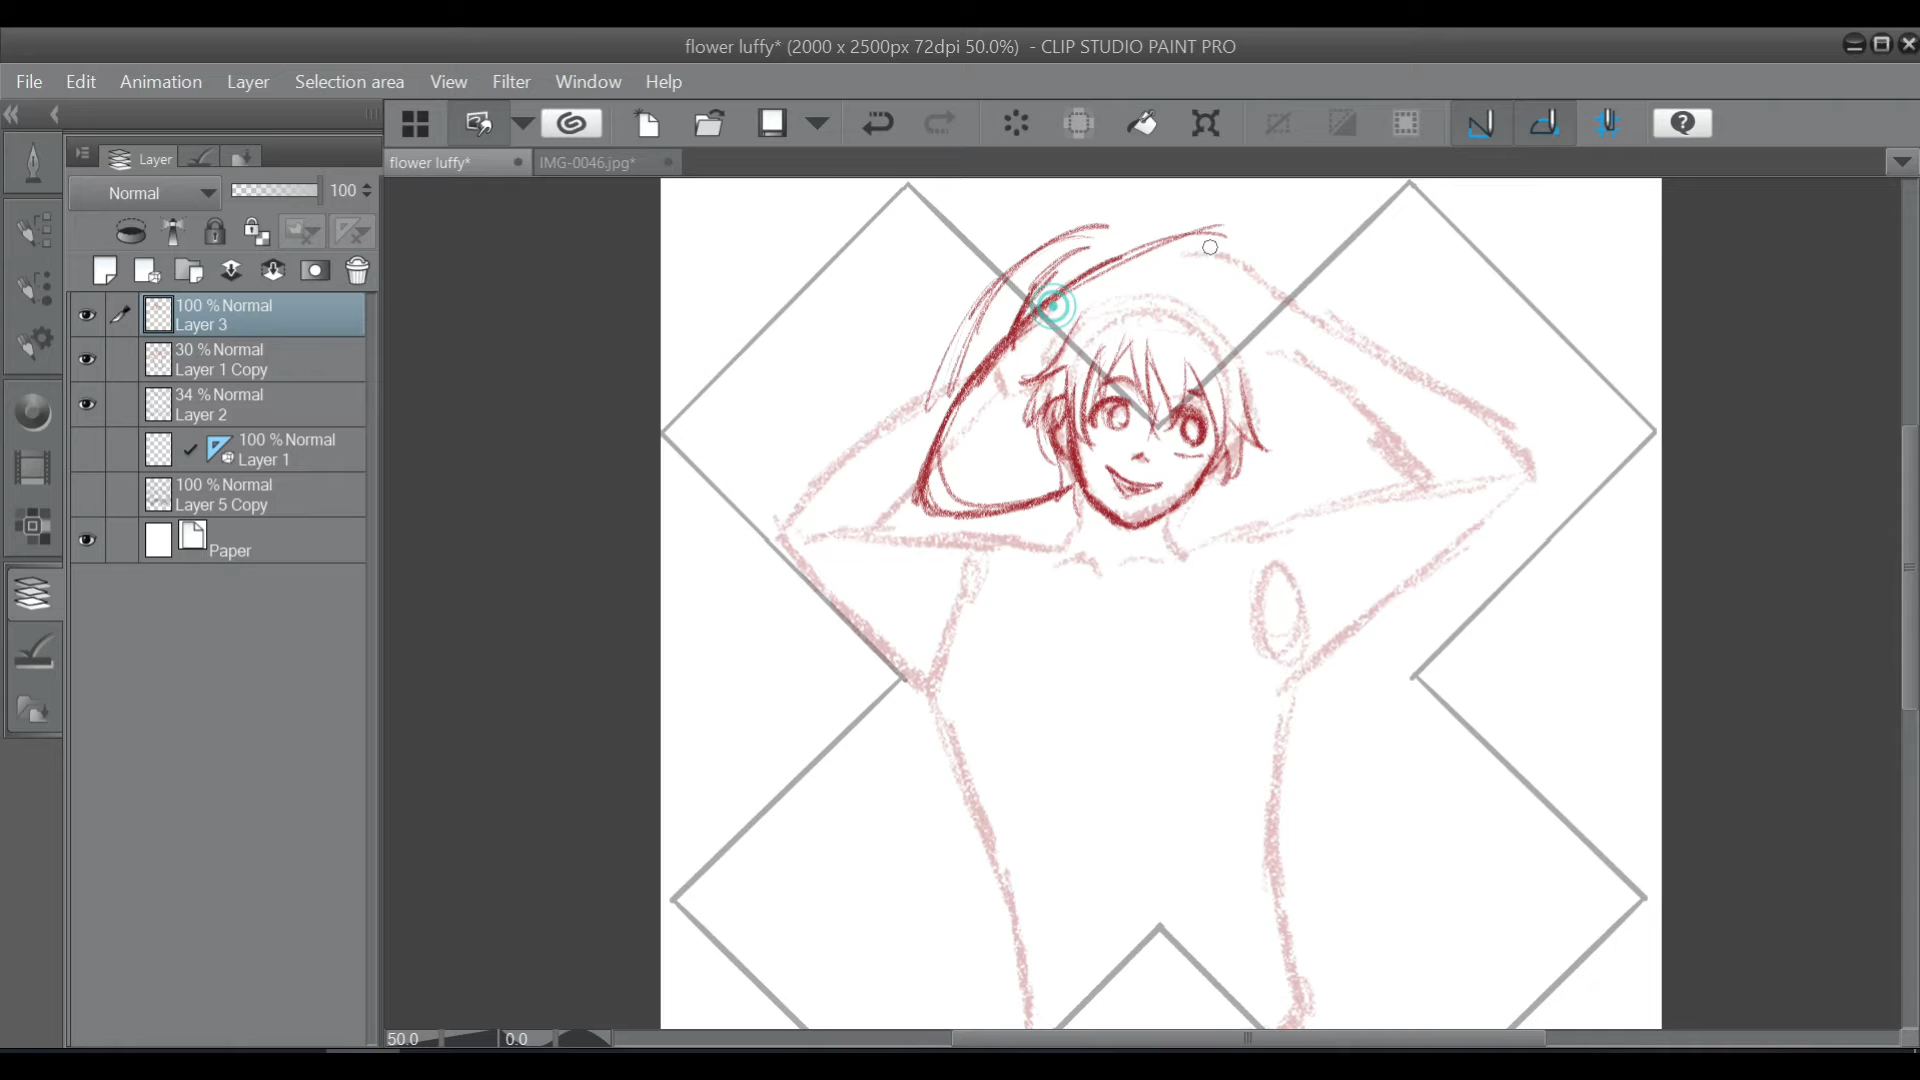 flower luffy* (2000 x 2500px 72dpi 50.0%)  - CLIP STUDIO PAINT PRO
File Edit Animation Layer Selection area View Filter Window Help
flower luffy* IMG-0046.jpg*
Layer
Normal 100
100 % Normal
Layer 3
30 % Normal
Layer 1 Copy
34 % Normal
Layer 2
100 % Normal
Layer 1
100 % Normal
Layer 5 Copy
Paper
50.0 0.0